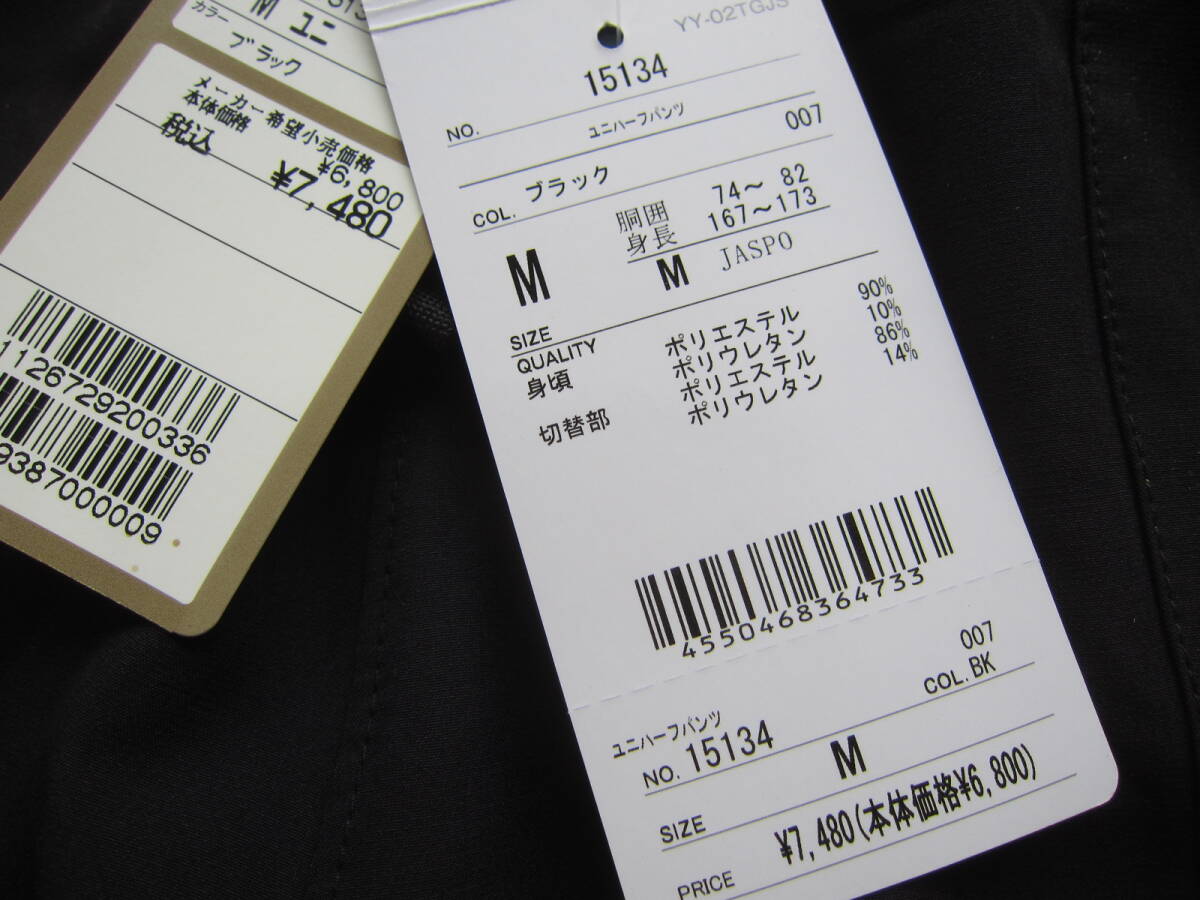 M ユニ
カラー
ブラック
メーカー希望小売価格
本体価格 ¥6,800
税込 ¥7,480
112672920033​6
9387000009
YY-02TGJS
NO. 15134
ユニハーフパンツ
007
COL. ブラック
胴囲 74～ 82
身長 167～173
SIZE M M JASPO
QUALITY
身頃 ポリエステル 90%
ポリウレタン 10%
切替部 ポリエステル 86%
ポリウレタン 14%
4550468364733
007
ユニハーフパンツ
NO. 15134 COL. BK
SIZE M
PRICE ¥7,480(本体価格¥6,800)